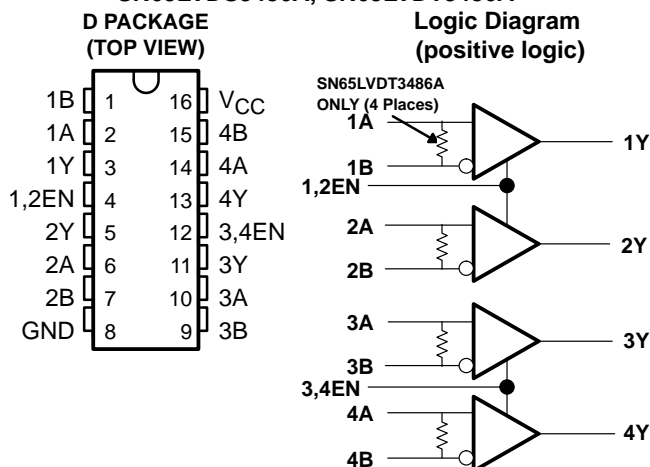 D PACKAGE
(TOP VIEW)
1B 1 16 VCC
1A 2 15 4B
1Y 3 14 4A
1,2EN 4 13 4Y
2Y 5 12 3,4EN
2A 6 11 3Y
2B 7 10 3A
GND 8 9 3B
Logic Diagram
(positive logic)
SN65LVDT3486A
ONLY (4 Places)
1A
1Y
1B
1,2EN
2A
2Y
2B
3A
3Y
3B
3,4EN
4A
4Y
4B